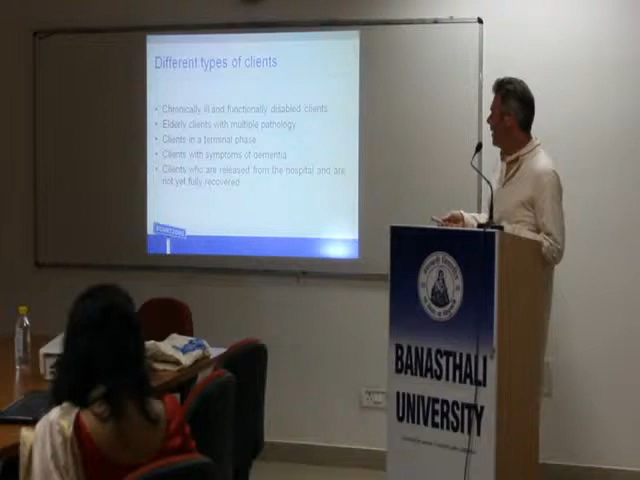 Different types of clients
• Chronically ill and functionally disabled clients
• Elderly clients with multiple pathology
• Clients in a terminal phase
• Clients with symptoms of dementia
• Clients who are released from the hospital and are
not yet fully recovered
BANASTHALI
UNIVERSITY